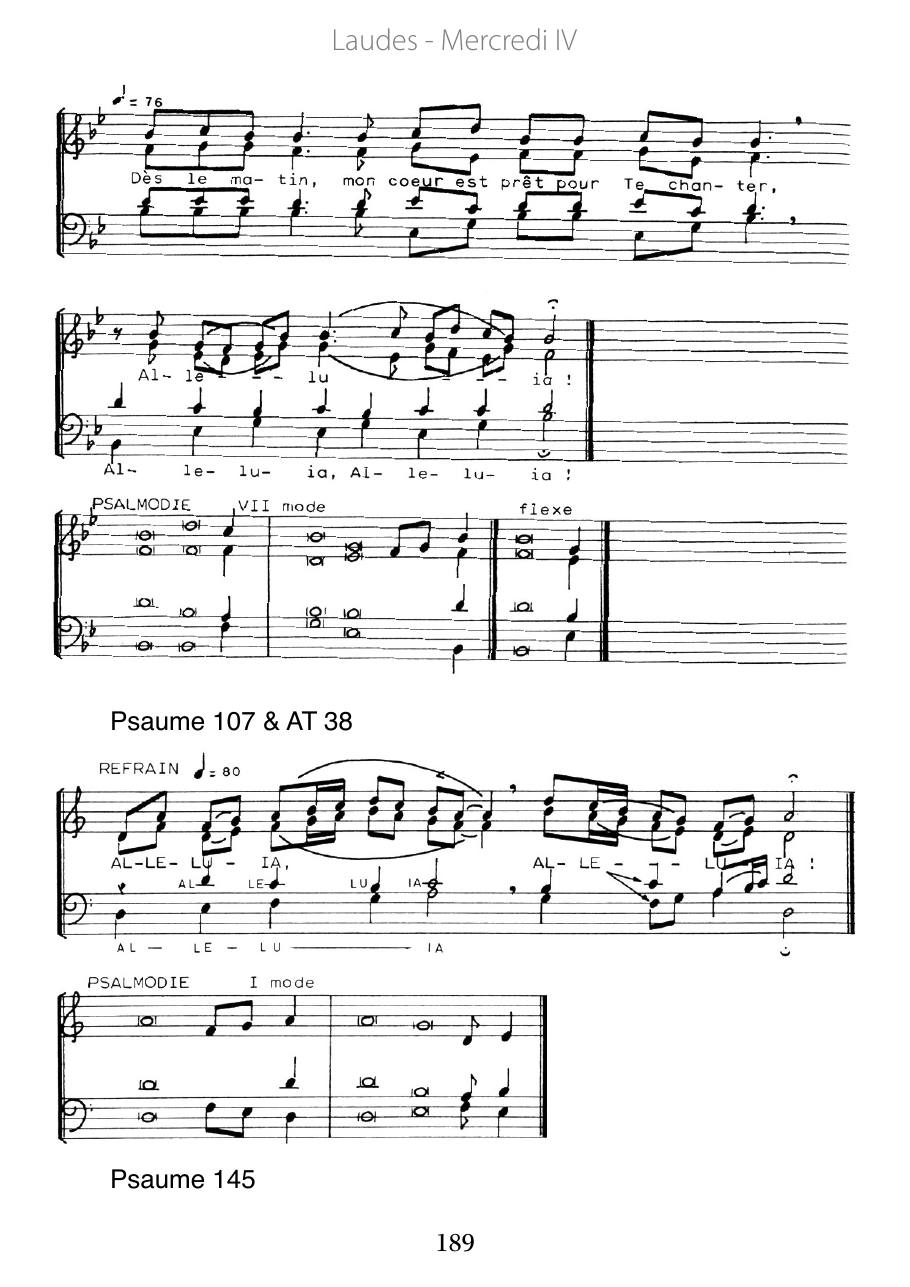 Laudes - Mercredi IV
♩. = 76
Dès le ma- tin, mon coeur est prêt pour Te chan- ter,
Al- le - - - lu - - - - ia !
Al- le- lu- ia, Al- le- lu- ia !
PSALMODIE VII mode flexe
Psaume 107 & AT 38
REFRAIN ♩ = 80
AL-LE-LU-IA, AL-LE - - - LU - IA !
AL LE LU IA
AL — LE - LU — IA
PSALMODIE I mode
Psaume 145
189